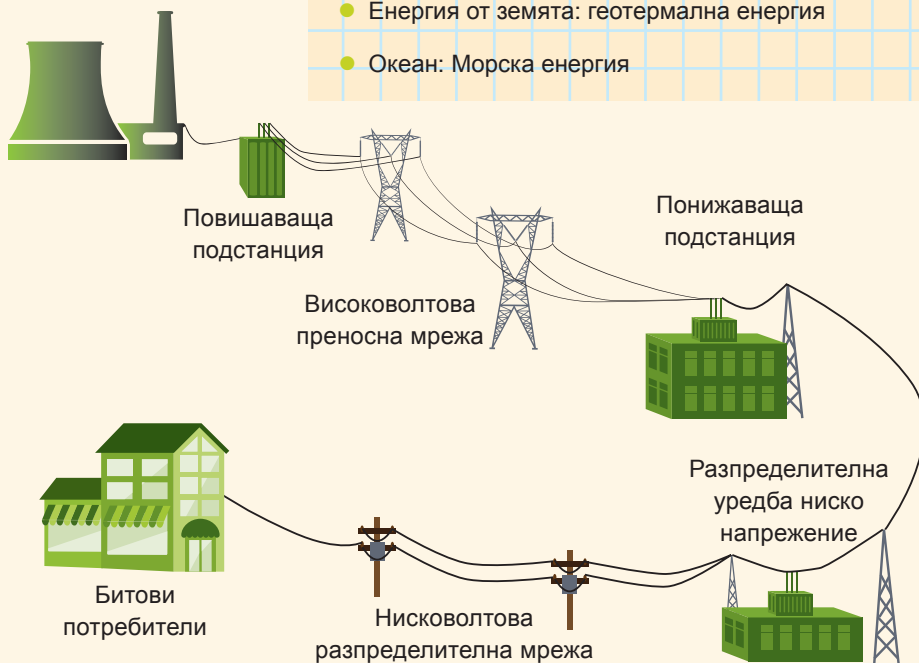 Енергия от земята: геотермална енергия
Океан: Морска енергия
Повишаваща
подстанция
Високоволтова
преносна мрежа
Понижаваща
подстанция
Разпределителна
уредба ниско
напрежение
Нисковолтова
разпределителна мрежа
Битови
потребители